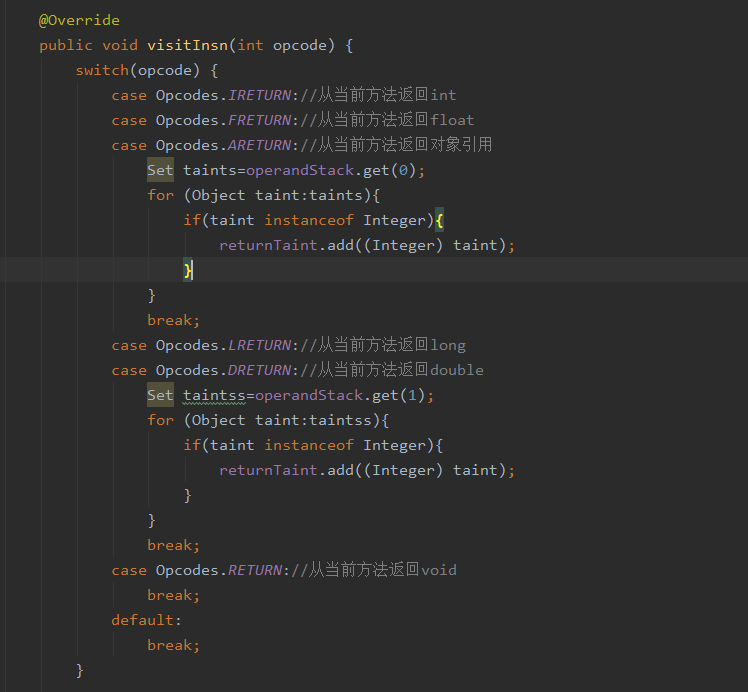 @Override
public void visitInsn(int opcode) {
switch(opcode) {
case Opcodes.IRETURN://从当前方法返回int
case Opcodes.FRETURN://从当前方法返回float
case Opcodes.ARETURN://从当前方法返回对象引用
Set taints=operandStack.get(0);
for (Object taint:taints){
if(taint instanceof Integer){
returnTaint.add((Integer) taint);
}
}
break;
case Opcodes.LRETURN://从当前方法返回long
case Opcodes.DRETURN://从当前方法返回double
Set taintss=operandStack.get(1);
for (Object taint:taintss){
if(taint instanceof Integer){
returnTaint.add((Integer) taint);
}
}
break;
case Opcodes.RETURN://从当前方法返回void
break;
default:
break;
}